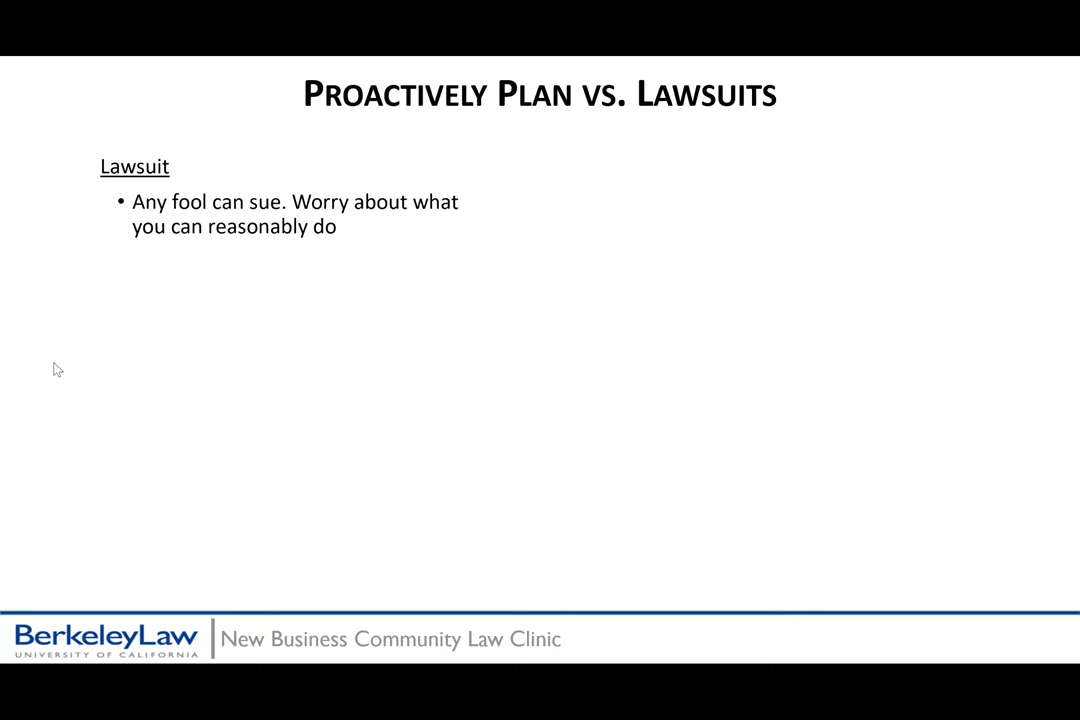 PROACTIVELY PLAN VS. LAWSUITS
Lawsuit
• Any fool can sue. Worry about what
you can reasonably do
BerkeleyLaw
UNIVERSITY OF CALIFORNIA
New Business Community Law Clinic